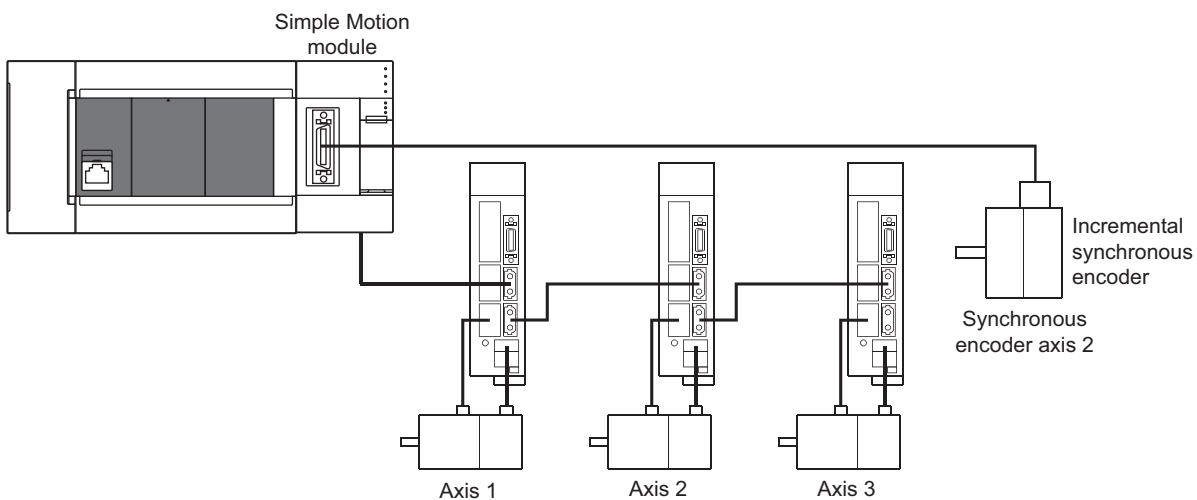 Simple Motion
module
Incremental
synchronous
encoder
Synchronous
encoder axis 2
Axis 1
Axis 2
Axis 3